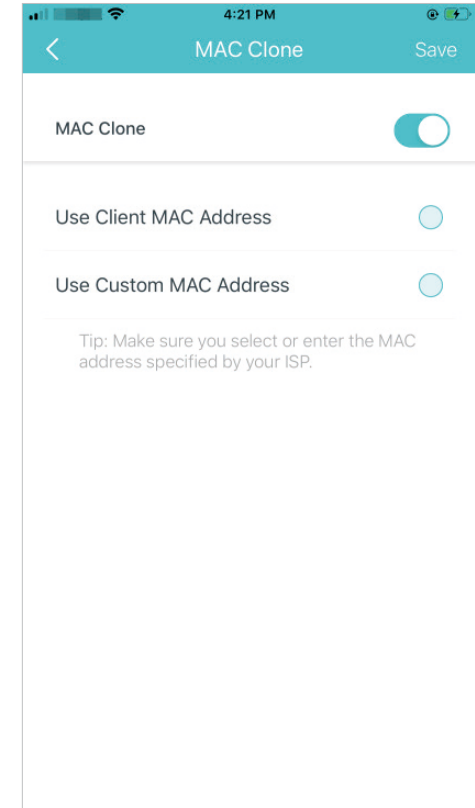 4:21 PM
MAC Clone
Save
MAC Clone
Use Client MAC Address
Use Custom MAC Address
Tip: Make sure you select or enter the MAC
address specified by your ISP.